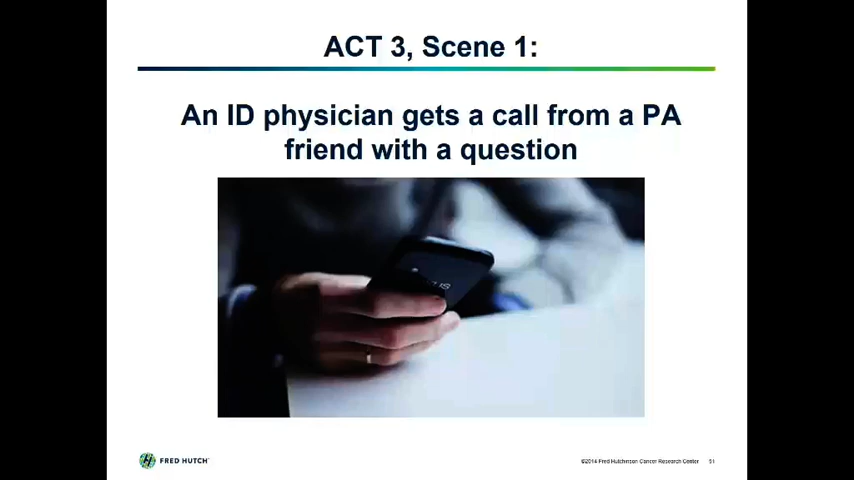 ACT 3, Scene 1:
An ID physician gets a call from a PA
friend with a question
FRED HUTCH
©2014 Fred Hutchinson Cancer Research Center 51